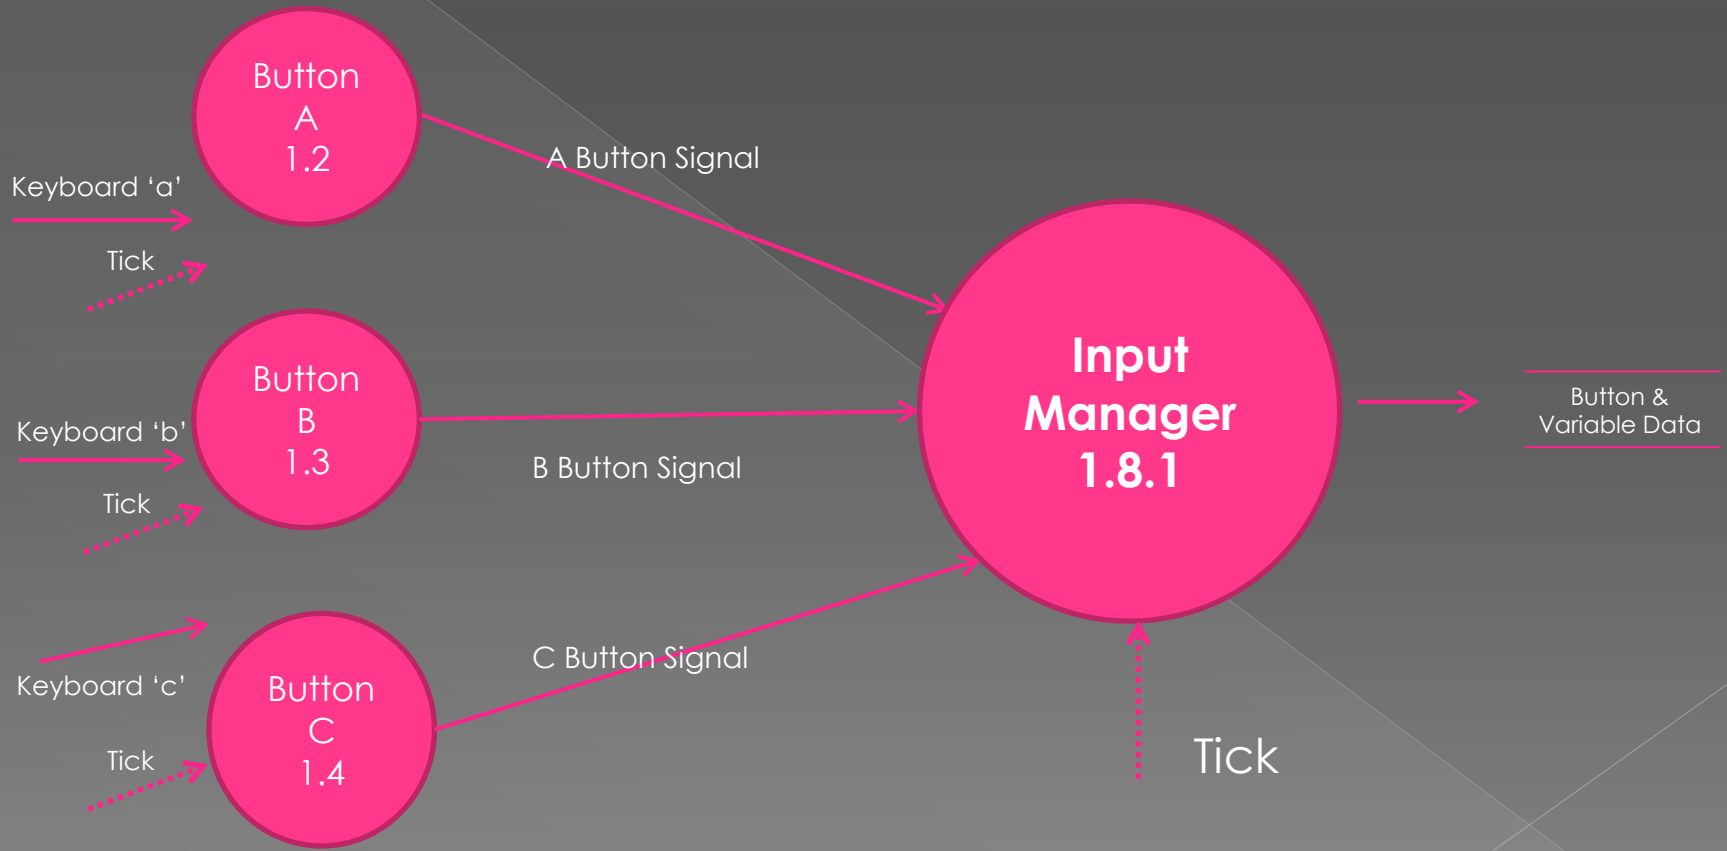 Button
A
1.2
Keyboard ‘a’
Tick
A Button Signal
Button
B
1.3
Keyboard ‘b’
Tick
B Button Signal
Button
C
1.4
Keyboard ‘c’
Tick
C Button Signal
Input
Manager
1.8.1
Tick
Button &
Variable Data